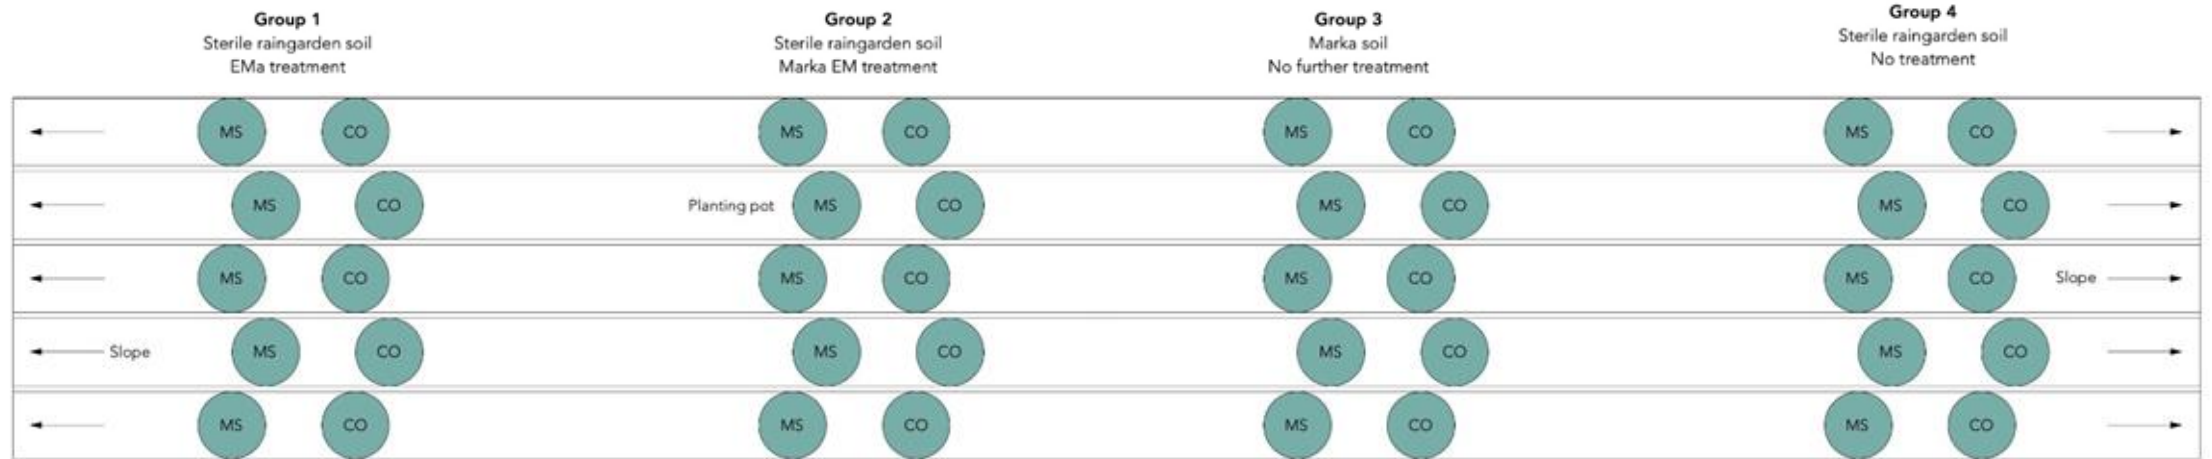 Group 1
Sterile raingarden soil
EMa treatment
Group 2
Sterile raingarden soil
Marka EM treatment
Group 3
Marka soil
No further treatment
Group 4
Sterile raingarden soil
No treatment
MS CO MS CO MS CO MS CO
MS CO Planting pot MS CO MS CO MS CO
MS CO MS CO MS CO MS CO Slope
Slope MS CO MS CO MS CO MS CO
MS CO MS CO MS CO MS CO